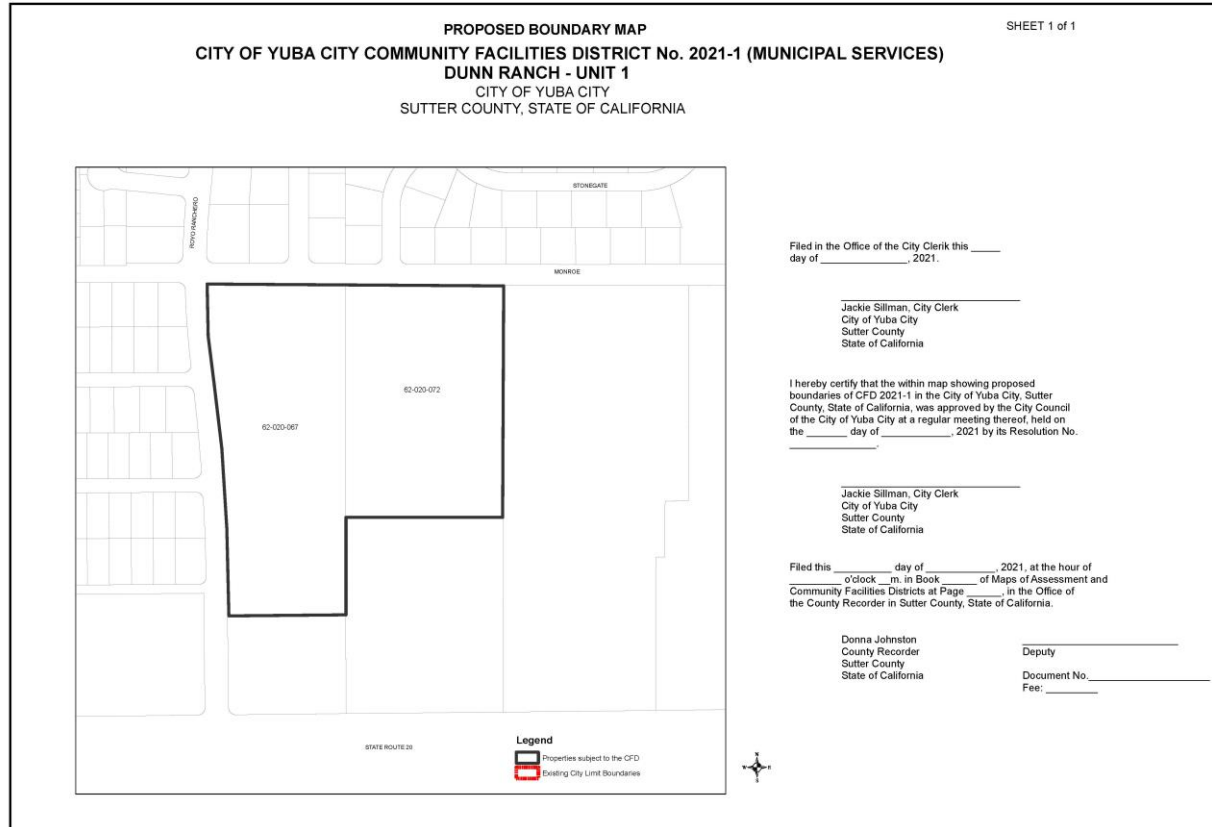 PROPOSED BOUNDARY MAP
SHEET 1 of 1
CITY OF YUBA CITY COMMUNITY FACILITIES DISTRICT No. 2021-1 (MUNICIPAL SERVICES)
DUNN RANCH - UNIT 1
CITY OF YUBA CITY
SUTTER COUNTY, STATE OF CALIFORNIA
STONEGATE
ROYO RANCHERO
MONROE
62-020-072
62-020-067
STATE ROUTE 20
Legend
Properties subject to the CFD
Existing City Limit Boundaries
N
W
S
Filed in the Office of the City Clerik this _____
day of _______________, 2021.
Jackie Sillman, City Clerk
City of Yuba City
Sutter County
State of California
I hereby certify that the within map showing proposed
boundaries of CFD 2021-1 in the City of Yuba City, Sutter
County, State of California, was approved by the City Council
of the City of Yuba City at a regular meeting thereof, held on
the _______ day of ____________, 2021 by its Resolution No.
_______________.
Jackie Sillman, City Clerk
City of Yuba City
Sutter County
State of California
Filed this __________ day of ____________, 2021, at the hour of
_________ o'clock __m. in Book ______ of Maps of Assessment and
Community Facilities Districts at Page ______, in the Office of
the County Recorder in Sutter County, State of California.
Donna Johnston
County Recorder
Sutter County
State of California
Deputy
Document No.____________________
Fee: _________